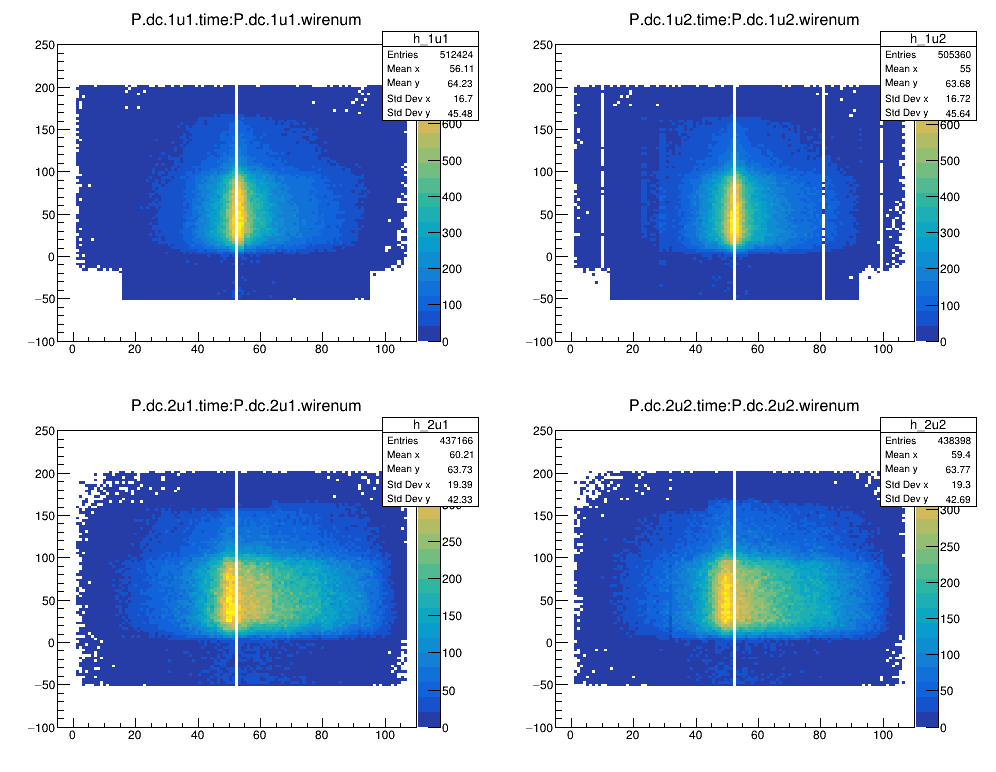 P.dc.1u1.time:P.dc.1u1.wirenum
h_1u1
Entries 512424
Mean x 56.11
Mean y 64.23
Std Dev x 16.7
Std Dev y 45.48
250
200
150
100
50
0
−50
−100
0 20 40 60 80 100
600
500
400
300
200
100
0
P.dc.1u2.time:P.dc.1u2.wirenum
h_1u2
Entries 505360
Mean x 55
Mean y 63.68
Std Dev x 16.72
Std Dev y 45.64
250
200
150
100
50
0
−50
−100
0 20 40 60 80 100
600
500
400
300
200
100
0
P.dc.2u1.time:P.dc.2u1.wirenum
h_2u1
Entries 437166
Mean x 60.21
Mean y 63.73
Std Dev x 19.39
Std Dev y 42.33
250
200
150
100
50
0
−50
−100
0 20 40 60 80 100
300
250
200
150
100
50
0
P.dc.2u2.time:P.dc.2u2.wirenum
h_2u2
Entries 438398
Mean x 59.4
Mean y 63.77
Std Dev x 19.3
Std Dev y 42.69
250
200
150
100
50
0
−50
−100
0 20 40 60 80 100
300
250
200
150
100
50
0